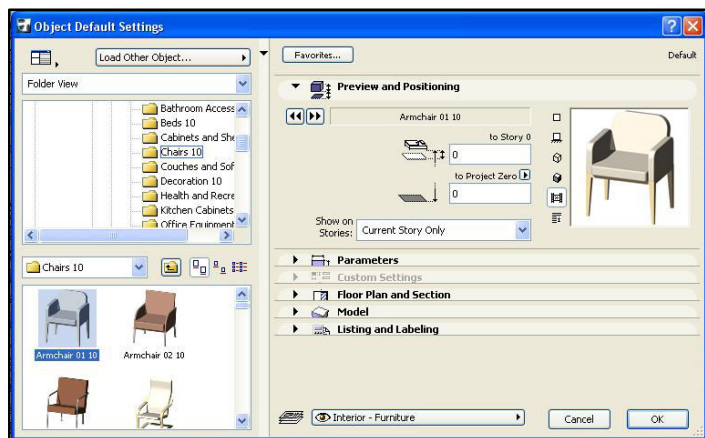 Object Default Settings
Load Other Object...
Folder View
Bathroom Access
Beds 10
Cabinets and She
Chairs 10
Couches and Sof
Decoration 10
Health and Recre
Kitchen Cabinets
Office Equipment
Chairs 10
Armchair 01 10
Armchair 02 10
Favorites...
Default
Preview and Positioning
Armchair 01 10
to Story 0
0
to Project Zero
0
Show on
Stories:
Current Story Only
Parameters
Custom Settings
Floor Plan and Section
Model
Listing and Labeling
Interior - Furniture
Cancel
OK